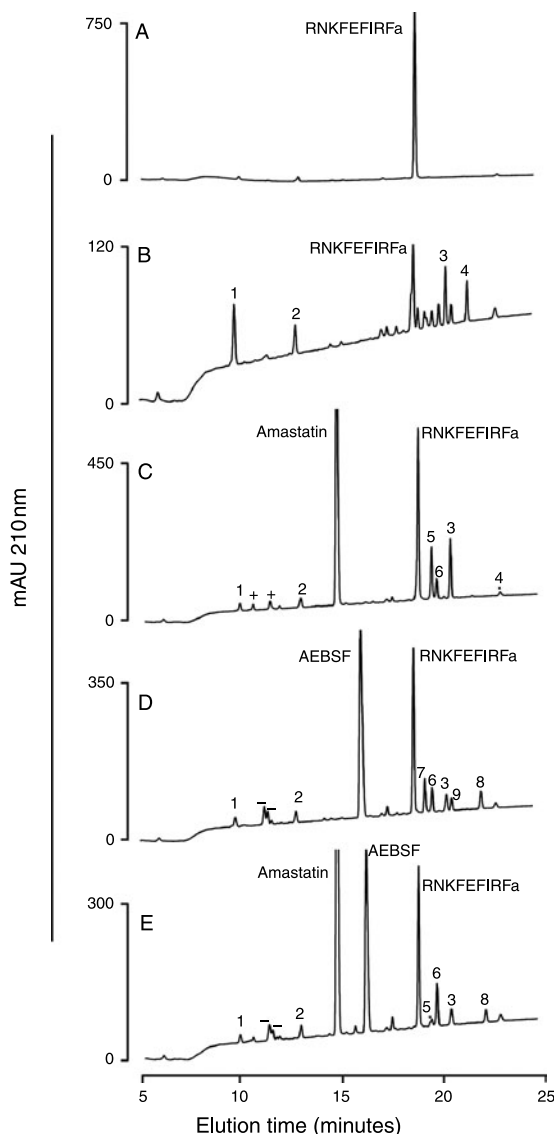 750
A
RNKFEFIRFa
0
120
B
RNKFEFIRFa
1
2
3
4
0
450
C
Amastatin
RNKFEFIRFa
1
+
+
2
5
6
3
4
0
350
D
AEBSF
RNKFEFIRFa
1
–
–
2
7
6
3
9
8
0
300
E
Amastatin
AEBSF
RNKFEFIRFa
1
–
–
2
5
6
3
8
0
mAU 210nm
5 10 15 20 25
Elution time (minutes)